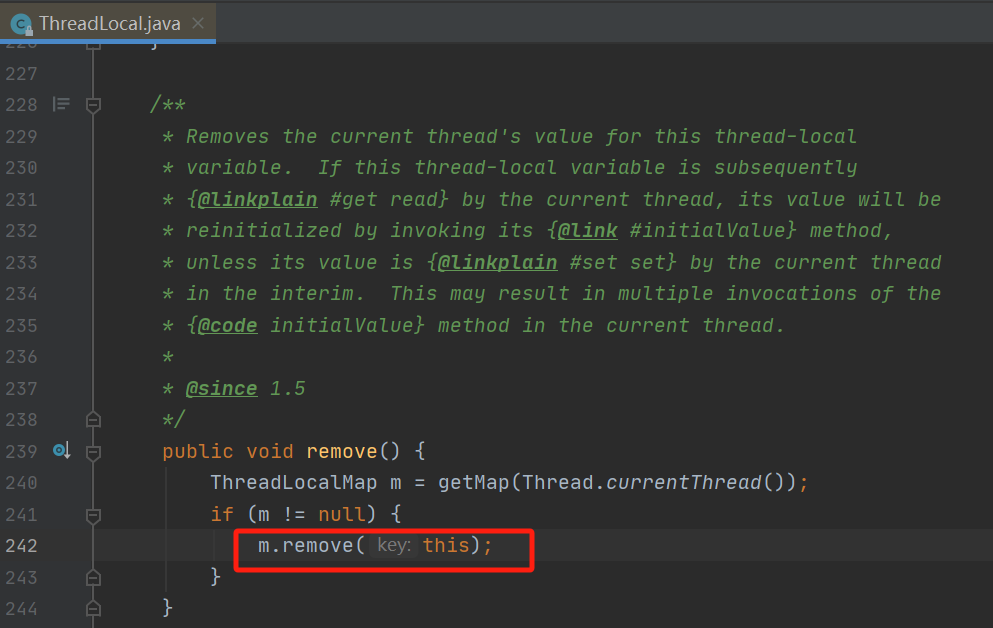 ThreadLocal.java
226 }
227
228 /**
229 * Removes the current thread's value for this thread-local
230 * variable.  If this thread-local variable is subsequently
231 * {@linkplain #get read} by the current thread, its value will be
232 * reinitialized by invoking its {@link #initialValue} method,
233 * unless its value is {@linkplain #set set} by the current thread
234 * in the interim.  This may result in multiple invocations of the
235 * {@code initialValue} method in the current thread.
236 *
237 * @since 1.5
238 */
239 public void remove() {
240 ThreadLocalMap m = getMap(Thread.currentThread());
241 if (m != null) {
242 m.remove( key: this);
243 }
244 }